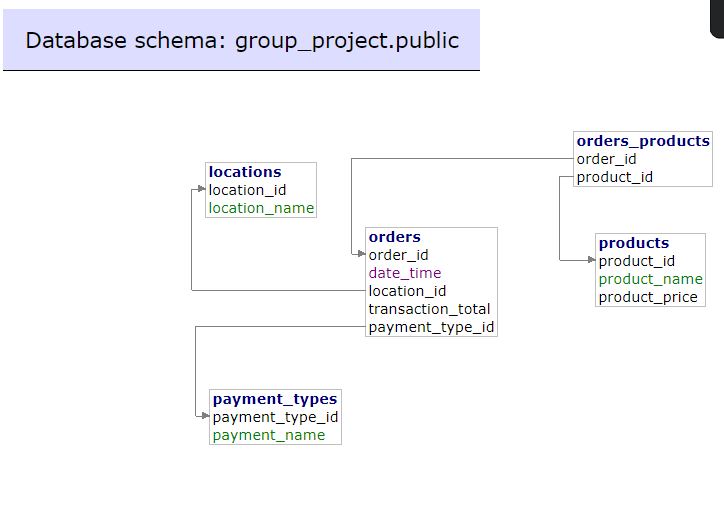 Database schema: group_project.public
locations
location_id
location_name
orders
order_id
date_time
location_id
transaction_total
payment_type_id
payment_types
payment_type_id
payment_name
orders_products
order_id
product_id
products
product_id
product_name
product_price